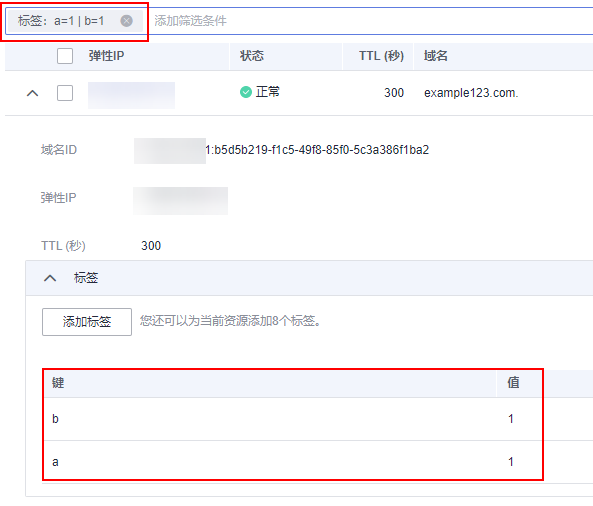 标签：a=1 | b=1 添加筛选条件
弹性IP 状态 TTL (秒) 域名
正常 300 example123.com.
域名ID 1:b5d5b219-f1c5-49f8-85f0-5c3a386f1ba2
弹性IP
TTL (秒) 300
标签
添加标签 您还可以为当前资源添加8个标签。
键 值
b 1
a 1